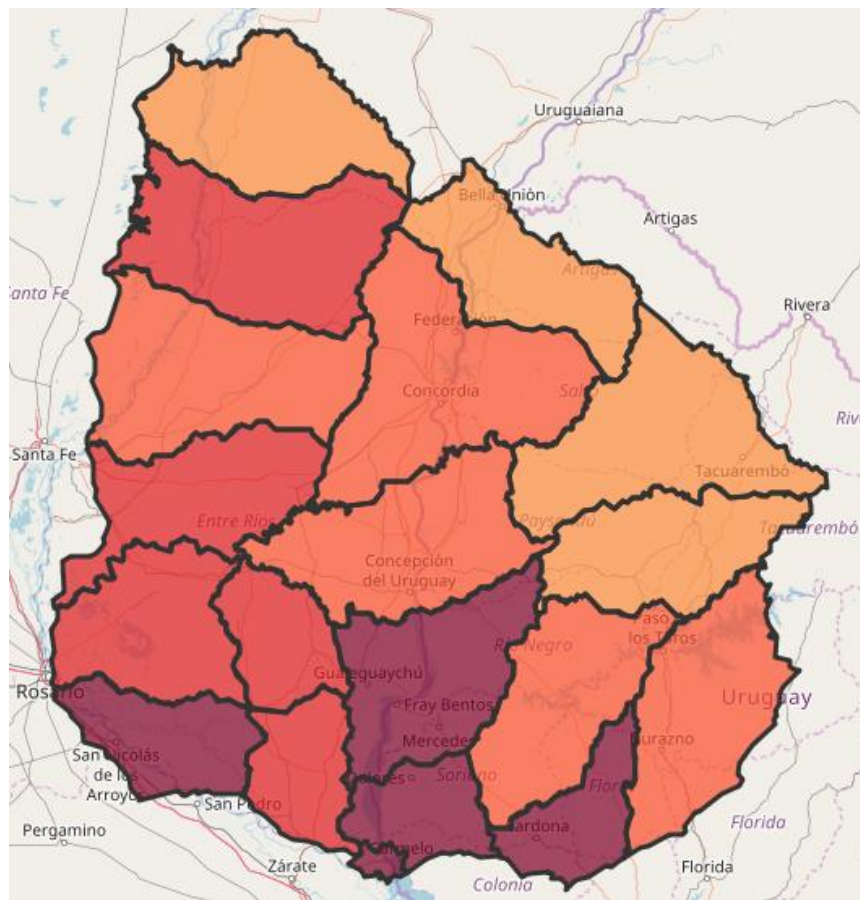 Uruguaiana
Bella Unión
Artigas
Artigas
Santa Fe
Rivera
Federación
Concordia
Salto
Santa Fe
Tacuarembó
Entre Ríos
Paysandú
Tacuarembó
Concepción
del Uruguay
Paso
los Toros
Río Negro
Gualeguaychú
Rosario
Uruguay
Fray Bentos
Mercedes
Durazno
San Nicolás
de los
Arroyos
Dolores
Soriano
San Pedro
Pergamino
Cardona
Florida
Carmelo
Zárate
Colonia
Florida